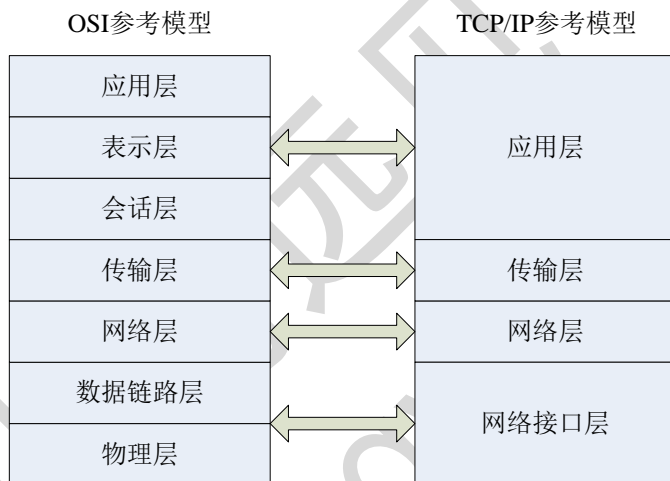 OSI参考模型
TCP/IP参考模型
应用层
表示层
会话层
传输层
网络层
数据链路层
物理层
应用层
传输层
网络层
网络接口层